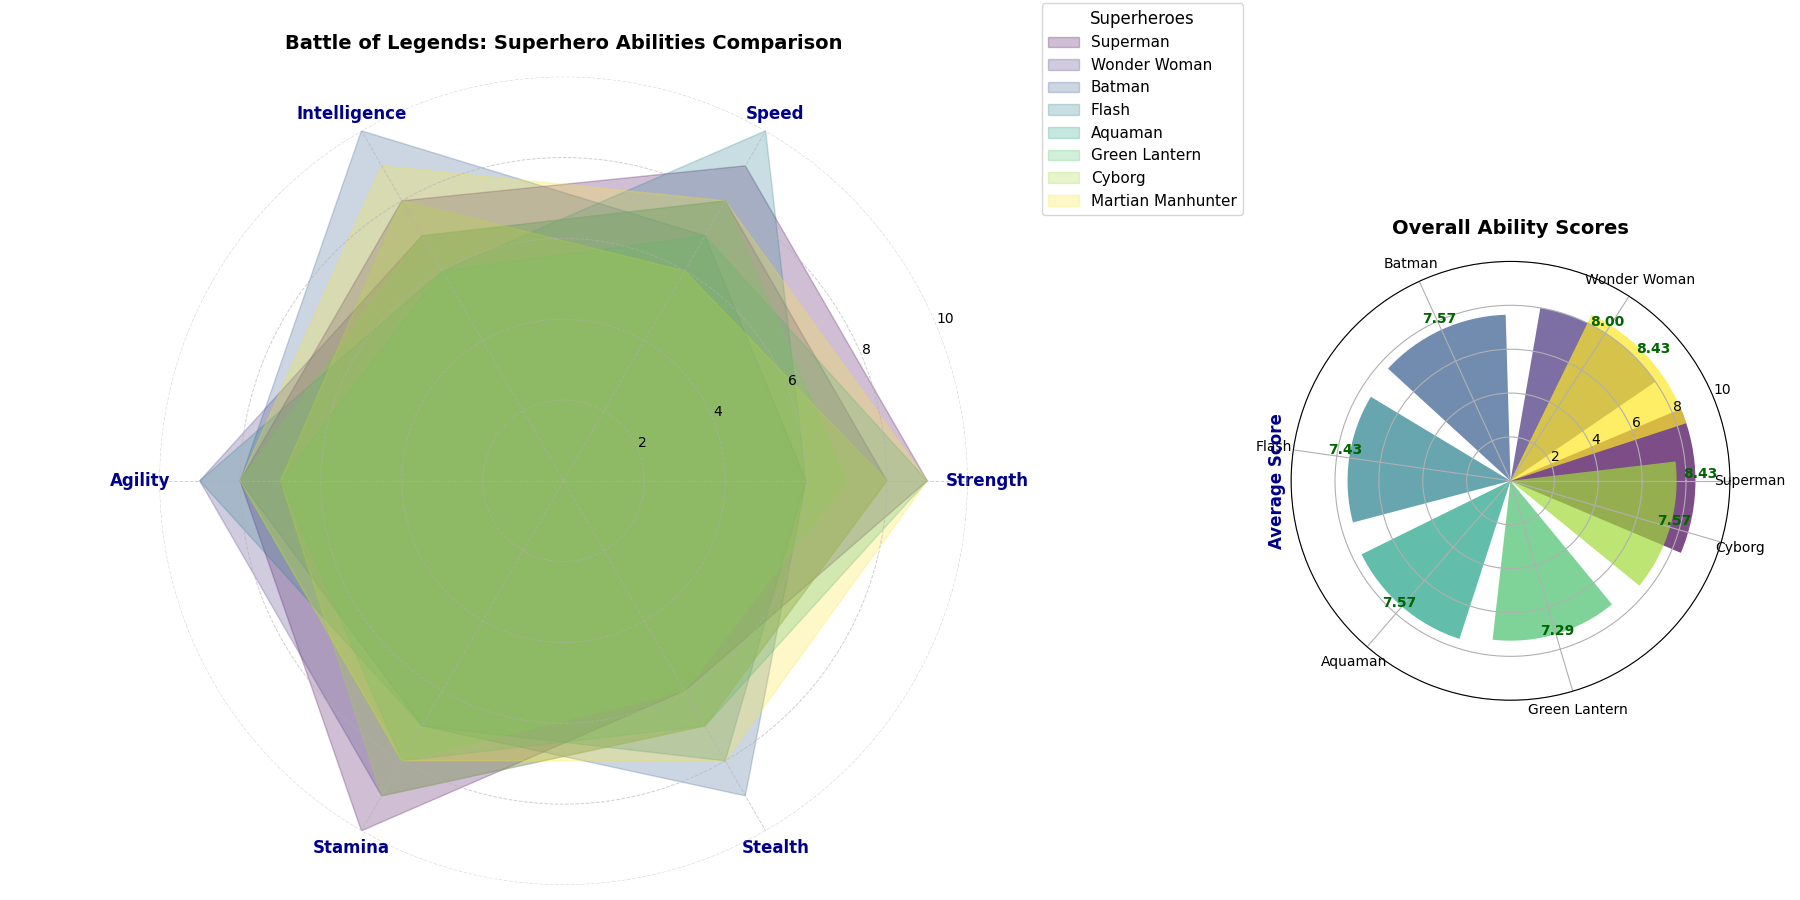 Battle of Legends: Superhero Abilities Comparison
Intelligence
Speed
Agility
Strength
Stamina
Stealth
2
4
6
8
10
Superheroes
Superman
Wonder Woman
Batman
Flash
Aquaman
Green Lantern
Cyborg
Martian Manhunter
Overall Ability Scores
Average Score
Batman
Wonder Woman
Flash
Superman
Cyborg
Aquaman
Green Lantern
7.57
8.00
8.43
7.43
8.43
7.57
7.57
7.29
2
4
6
8
10